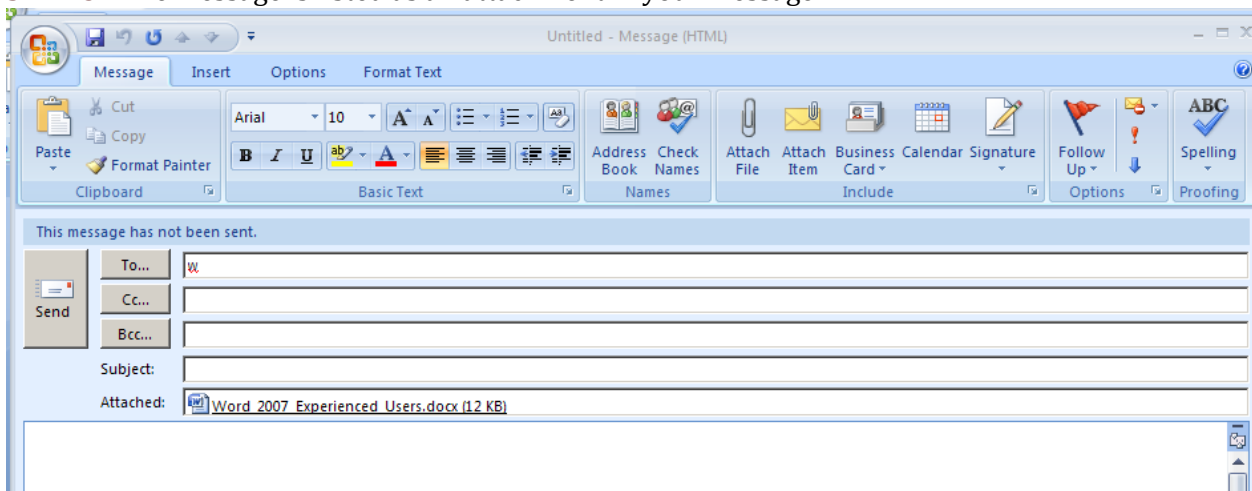 Untitled - Message (HTML)
Message Insert Options Format Text
Paste
Cut
Copy
Format Painter
Clipboard
Arial 10
B I U ab A
Basic Text
Address Book
Check Names
Names
Attach File
Attach Item
Business Card
Calendar
Signature
Include
Follow Up
Options
ABC
Spelling
Proofing
This message has not been sent.
Send
To... w
Cc...
Bcc...
Subject:
Attached: Word_2007_Experienced_Users.docx (12 KB)